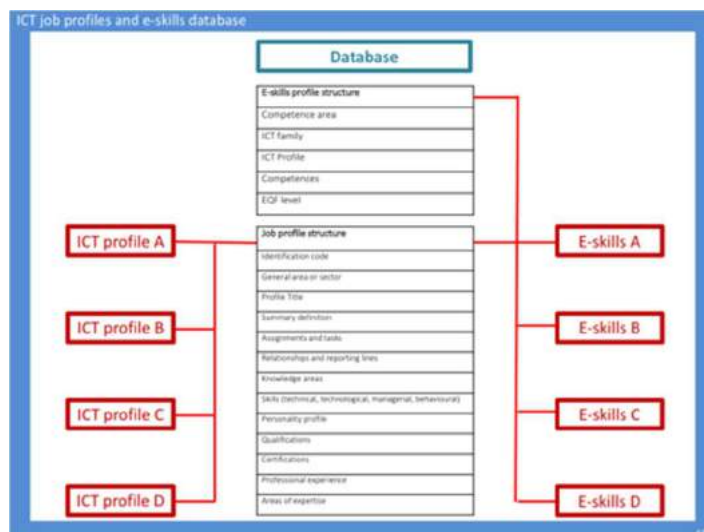 ICT job profiles and e-skills database
Database
E-skills profile structure
Competence area
ICT family
ICT Profile
Competences
EQF level
Job profile structure
Identification code
General area or sector
Profile Title
Summary definition
Assignments and tasks
Relationships and reporting lines
Knowledge areas
Skills (technical, technological, managerial, behavioural)
Personality profile
Qualifications
Certifications
Professional experience
Areas of expertise
ICT profile A
ICT profile B
ICT profile C
ICT profile D
E-skills A
E-skills B
E-skills C
E-skills D